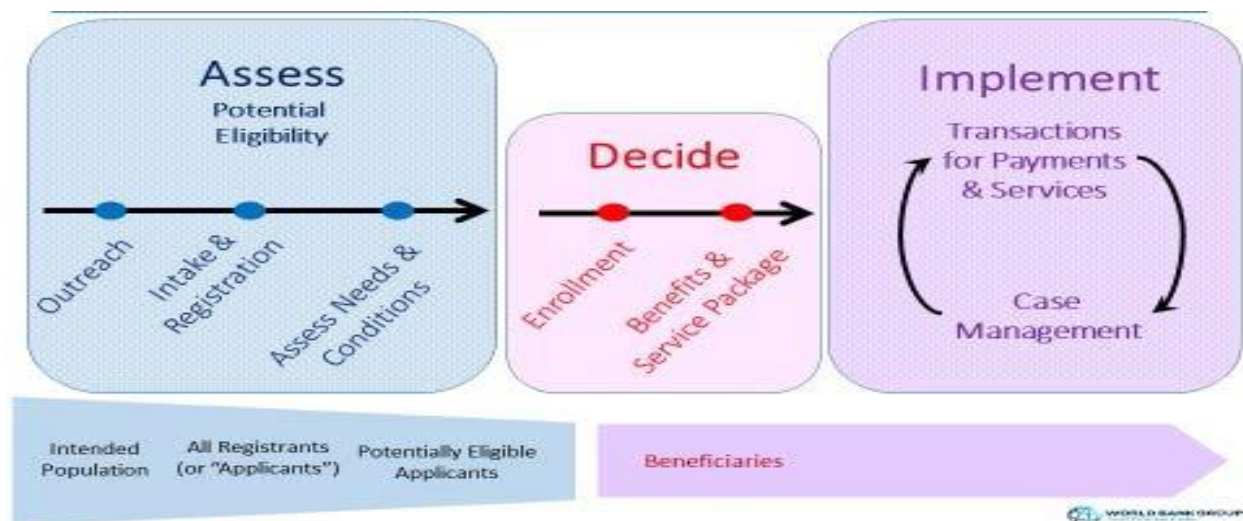 Assess
Potential
Eligibility
Outreach
Intake &
Registration
Assess Needs &
Conditions
Decide
Enrollment
Benefits &
Service Package
Implement
Transactions
for Payments
& Services
Case
Management
Intended
Population
All Registrants
(or “Applicants”)
Potentially Eligible
Applicants
Beneficiaries
WORLD BANK GROUP